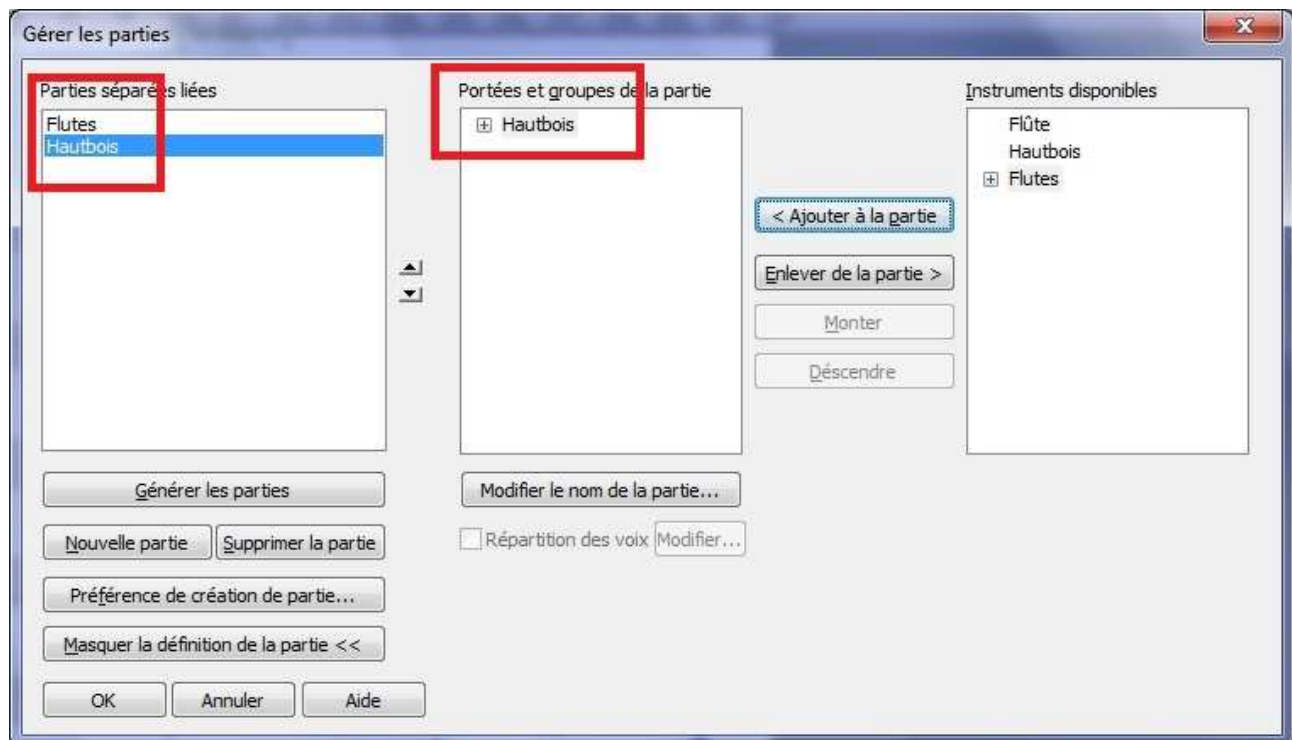 Gérer les parties
Parties séparées liées
Flutes
Hautbois
Portées et groupes de la partie
Hautbois
Instruments disponibles
Flûte
Hautbois
Flutes
< Ajouter à la partie
Enlever de la partie >
Monter
Déscendre
Générer les parties
Nouvelle partie
Supprimer la partie
Préférence de création de partie...
Masquer la définition de la partie <<
Modifier le nom de la partie...
Répartition des voix
Modifier...
OK
Annuler
Aide